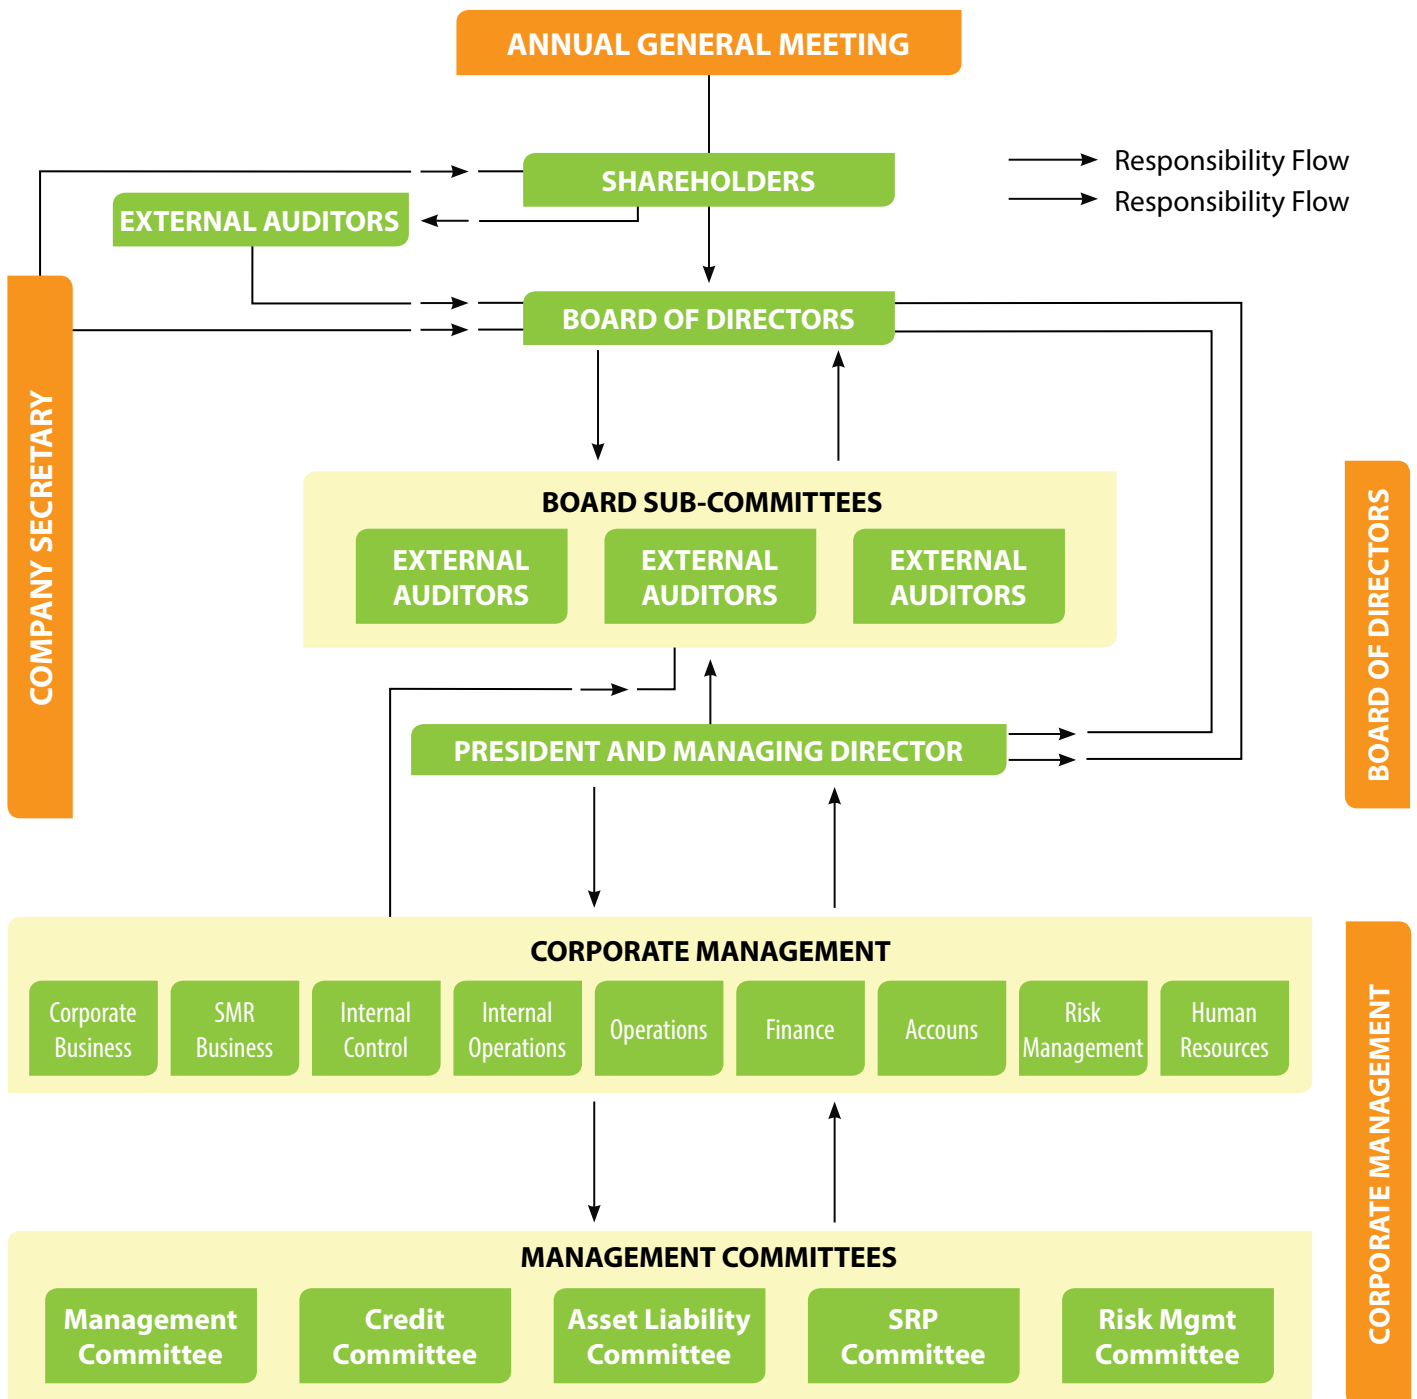 ANNUAL GENERAL MEETING
SHAREHOLDERS
Responsibility Flow
Responsibility Flow
EXTERNAL AUDITORS
BOARD OF DIRECTORS
COMPANY SECRETARY
BOARD SUB-COMMITTEES
EXTERNAL
AUDITORS
EXTERNAL
AUDITORS
EXTERNAL
AUDITORS
BOARD OF DIRECTORS
PRESIDENT AND MANAGING DIRECTOR
CORPORATE MANAGEMENT
Corporate
Business
SMR
Business
Internal
Control
Internal
Operations
Operations
Finance
Accouns
Risk
Management
Human
Resources
CORPORATE MANAGEMENT
MANAGEMENT COMMITTEES
Management
Committee
Credit
Committee
Asset Liability
Committee
SRP
Committee
Risk Mgmt
Committee